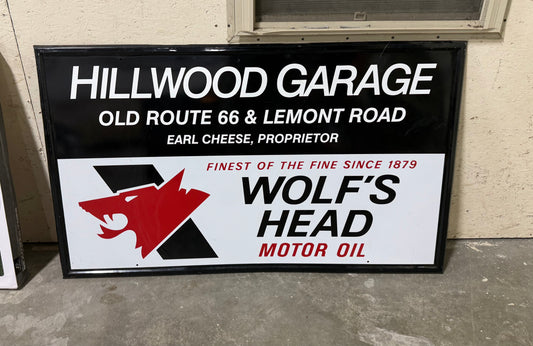 HILLWOOD GARAGE
OLD ROUTE 66 & LEMONT ROAD
EARL CHEESE, PROPRIETOR
FINEST OF THE FINE SINCE 1879
WOLF'S
HEAD
MOTOR OIL